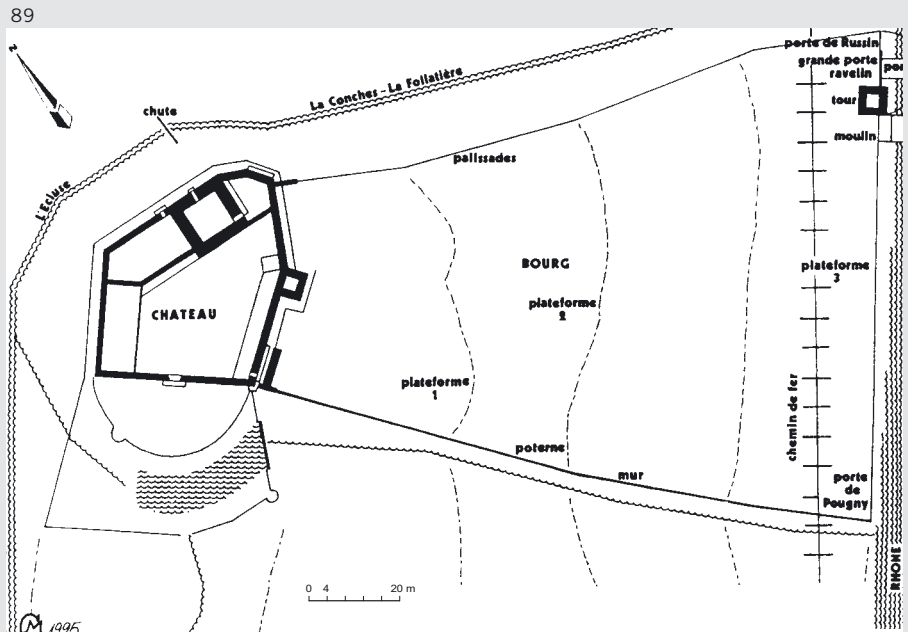 89
N
porte de Russin
grande porte
ravelin
por
tour
moulin
La Conches - La Follatière
chute
L'Ecluse
palissades
BOURG
CHATEAU
plateforme
2
plateforme
3
plateforme
1
chemin de fer
poterne
mur
porte
de
Pougny
RHONE
0 4 20 m
1995